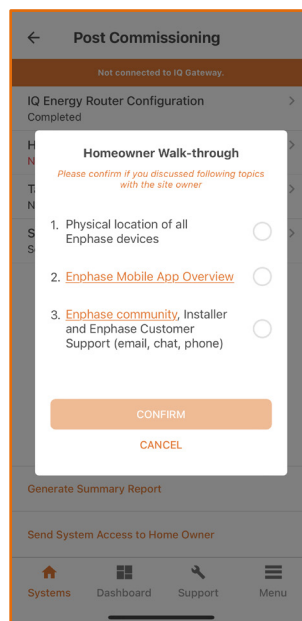 Post Commissioning
Not connected to IQ Gateway.
IQ Energy Router Configuration
Completed
H
N
T
N
S
S
Homeowner Walk-through
Please confirm if you discussed following topics
with the site owner
1. Physical location of all
Enphase devices
2. Enphase Mobile App Overview
3. Enphase community, Installer
and Enphase Customer
Support (email, chat, phone)
CONFIRM
CANCEL
Generate Summary Report
Send System Access to Home Owner
Systems Dashboard Support Menu